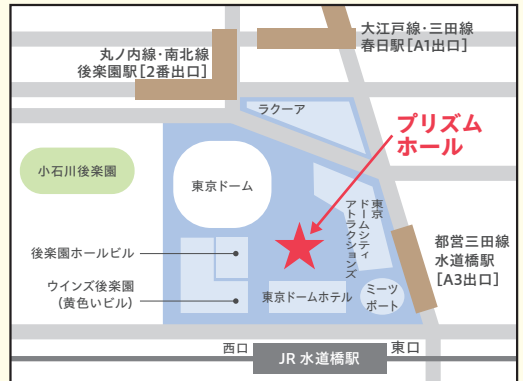 大江戸線・三田線
春日駅[A1出口]
丸ノ内線・南北線
後楽園駅[2番出口]
ラクーア
プリズム
ホール
小石川後楽園
東京ドーム
東京
ドームシティ
アトラクションズ
都営三田線
水道橋駅
[A3出口]
後楽園ホールビル
ウインズ後楽園
(黄色いビル)
東京ドームホテル
ミーツ
ポート
西口
JR 水道橋駅
東口